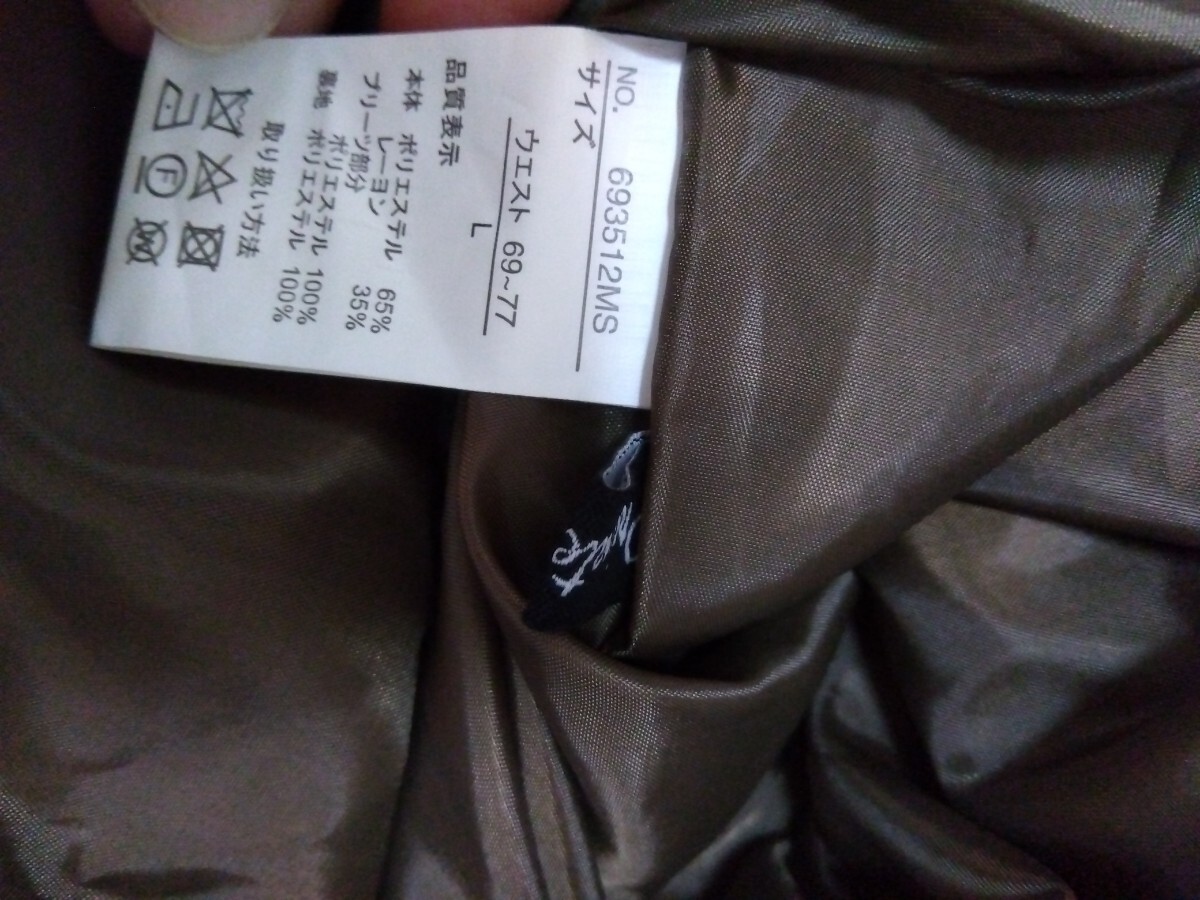 NO. 693512MS
サイズ
ウエスト 69~77
L
品質表示
本体 ポリエステル 65%
レーヨン 35%
プリーツ部分
ポリエステル 100%
裏地 ポリエステル 100%
取り扱い方法
F
W